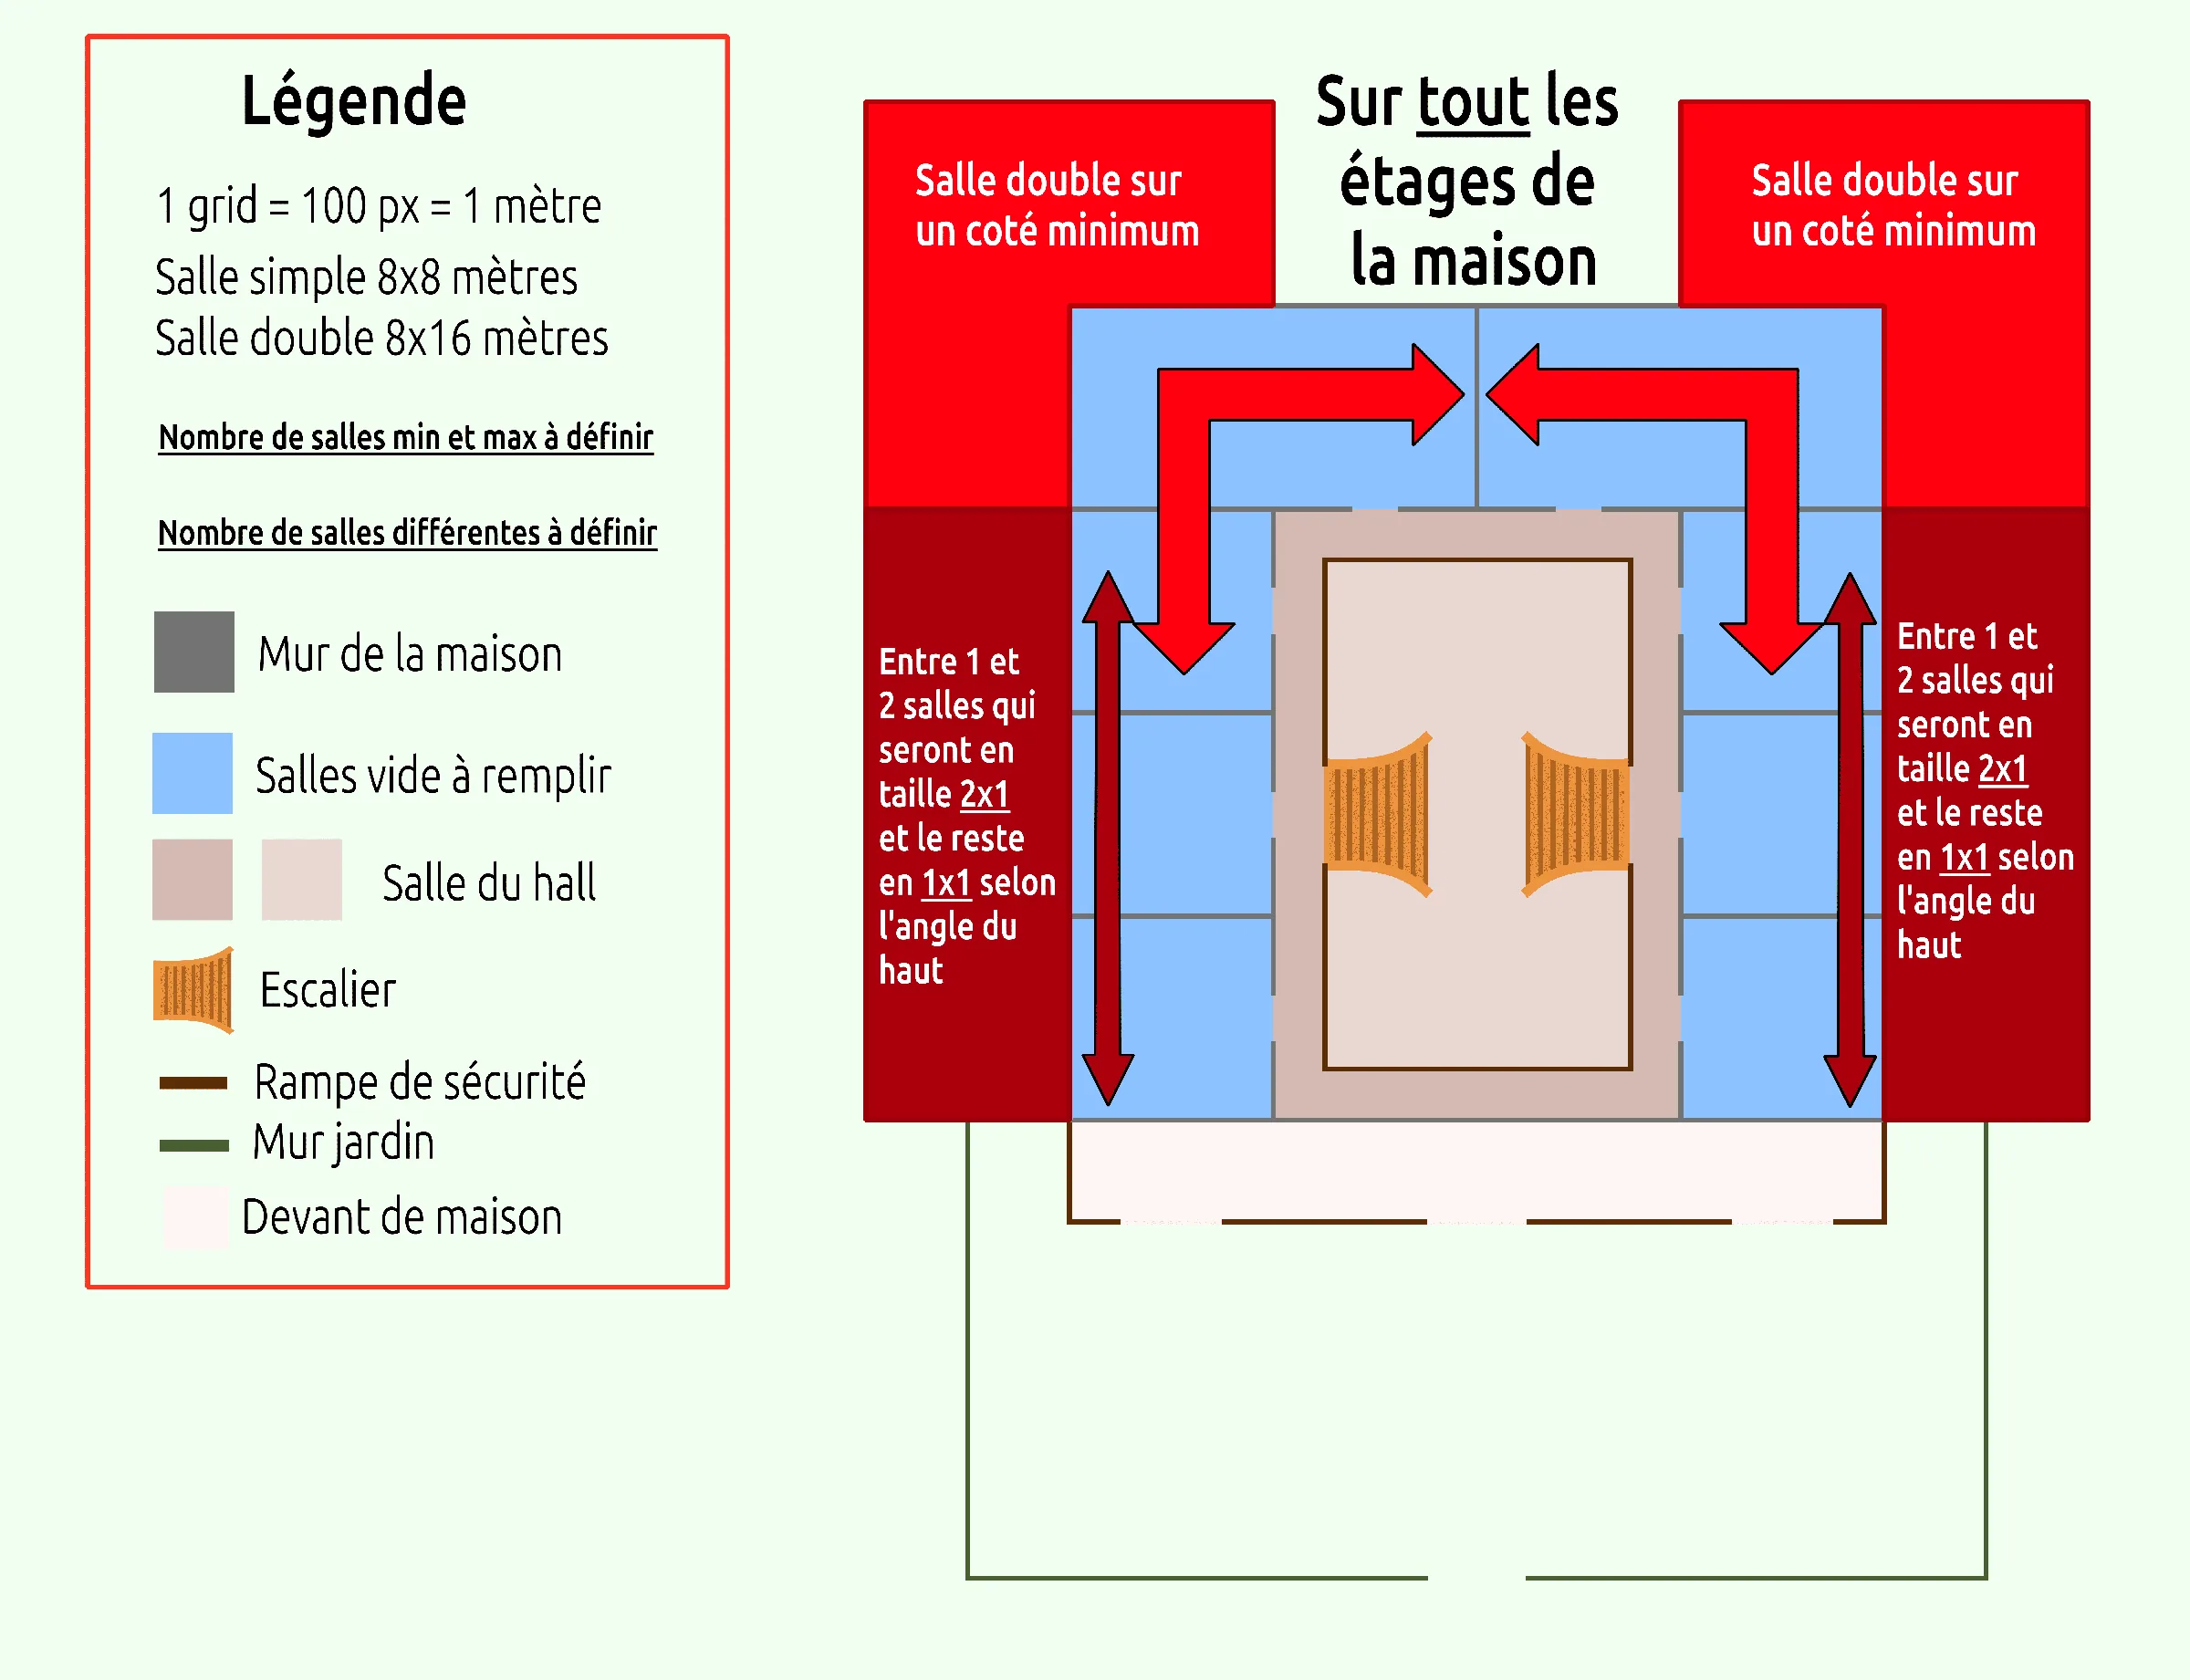 Légende
1 grid = 100 px = 1 mètre
Salle simple 8x8 mètres
Salle double 8x16 mètres
Nombre de salles min et max à définir
Nombre de salles différentes à définir
Mur de la maison
Salles vide à remplir
Salle du hall
Escalier
Rampe de sécurité
Mur jardin
Devant de maison
Sur tout les
étages de
la maison
Salle double sur
un coté minimum
Salle double sur
un coté minimum
Entre 1 et
2 salles qui
seront en
taille 2x1
et le reste
en 1x1 selon
l'angle du
haut
Entre 1 et
2 salles qui
seront en
taille 2x1
et le reste
en 1x1 selon
l'angle du
haut